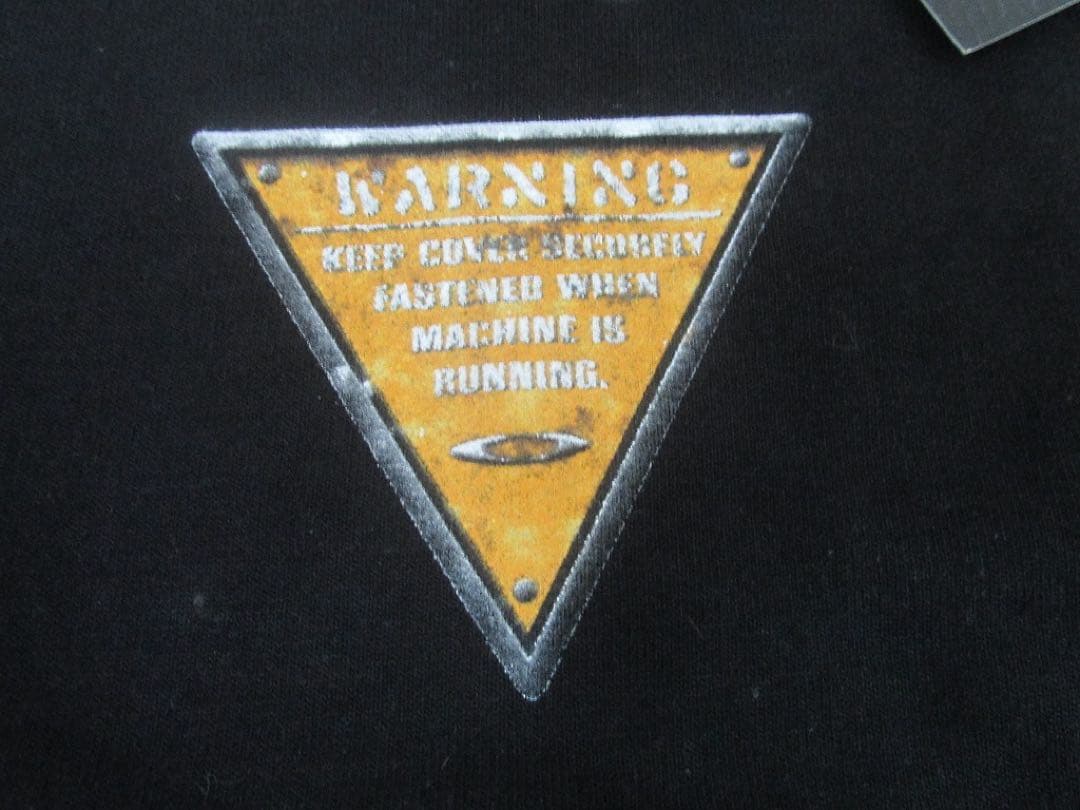 WARNING
KEEP COVER SECURELY
FASTENED WHEN
MACHINE IS
RUNNING.